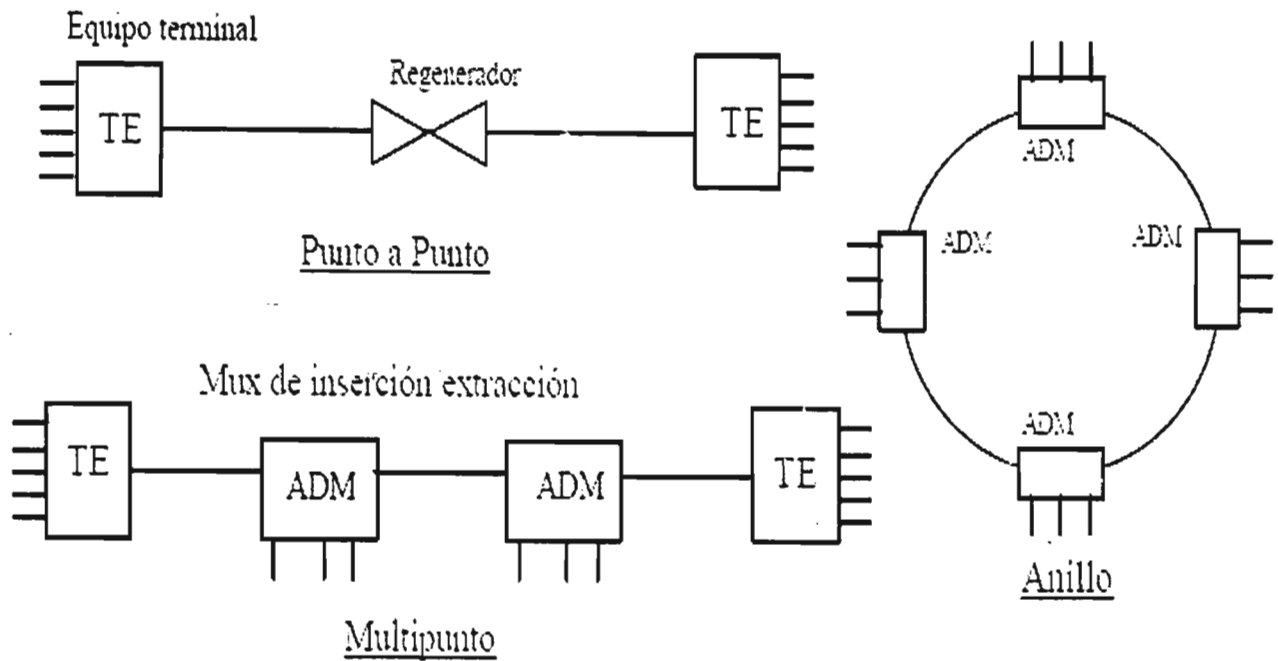 Equipo terminal
Regenerador
TE
TE
Punto a Punto
Mux de inserción extracción
TE
ADM
ADM
TE
Multipunto
ADM
ADM
ADM
ADM
Anillo